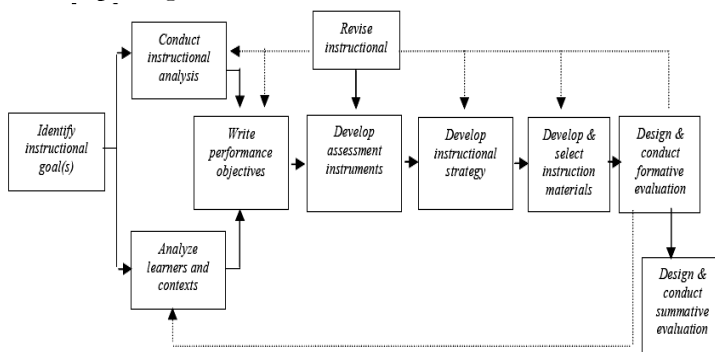 Conduct
instructional
analysis
Revise
instructional
Identify
instructional
goal(s)
Write
performance
objectives
Develop
assessment
instruments
Develop
instructional
strategy
Develop &
select
instruction
materials
Design &
conduct
formative
evaluation
Analyze
learners and
contexts
Design &
conduct
summative
evaluation